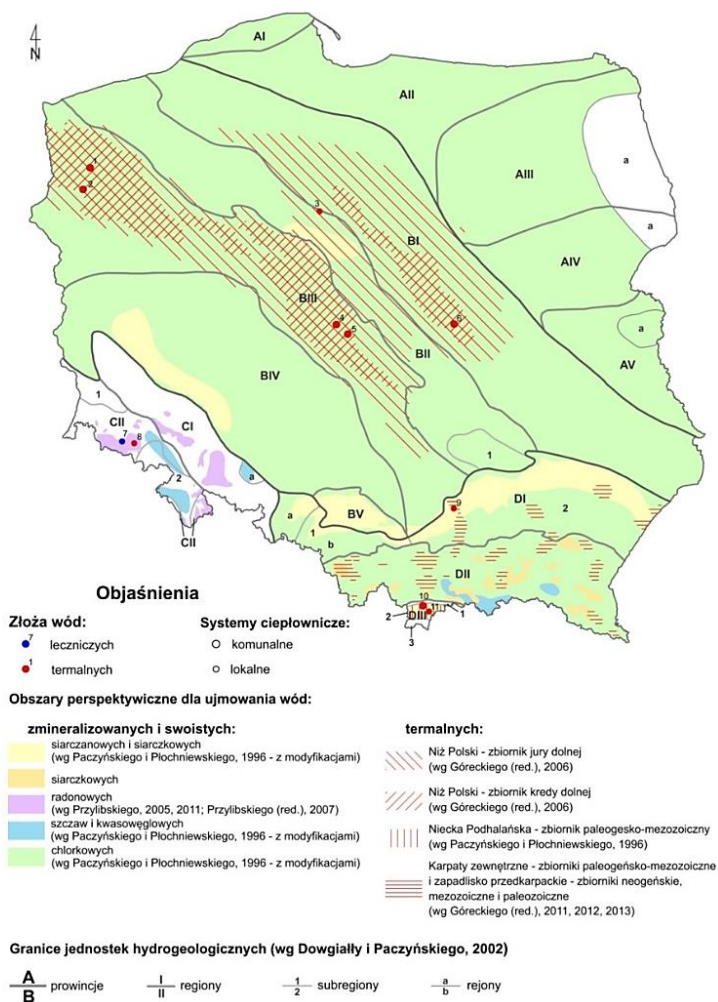 N
AI
AII
a
AIII
1
2
3
a
BI
AIV
BIII
4
5
6
a
AV
BII
BIV
1
CII
CI
7
8
2
a
1
CII
9
DI
2
a
BV
1
b
DII
10
11
2
DIII
1
3
Objaśnienia
Złoża wód:
Systemy ciepłownicze:
7 leczniczych
komunalne
1 termalnych
lokalne
Obszary perspektywiczne dla ujmowania wód:
zmineralizowanych i swoistych:
siarczanowych i siarczkowych
(wg Paczyńskiego i Płochniewskiego, 1996 - z modyfikacjami)
siarczkowych
radonowych
(wg Przylibskiego, 2005, 2011; Przylibskiego (red.), 2007)
szczaw i kwasowęglowych
(wg Paczyńskiego i Płochniewskiego, 1996 - z modyfikacjami)
chlorkowych
(wg Paczyńskiego i Płochniewskiego, 1996 - z modyfikacjami)
termalnych:
Niż Polski - zbiornik jury dolnej
(wg Góreckiego (red.), 2006)
Niż Polski - zbiornik kredy dolnej
(wg Góreckiego (red.), 2006)
Niecka Podhalańska - zbiornik paleogesko-mezozoiczny
(wg Paczyńskiego i Płochniewskiego, 1996)
Karpaty zewnętrzne - zbiorniki paleogeńsko-mezozoiczne
i zapadlisko przedkarpackie - zbiorniki neogeńskie,
mezozoiczne i paleozoiczne
(wg Góreckiego (red.), 2011, 2012, 2013)
Granice jednostek hydrogeologicznych (wg Dowgiałły i Paczyńskiego, 2002)
A
B
prowincje
I
II
regiony
1
2
subregiony
a
b
rejony